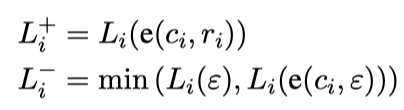 L_i^+ = L_i(e(c_i, r_i))
L_i^- = min (L_i(ε), L_i(e(c_i, ε)))